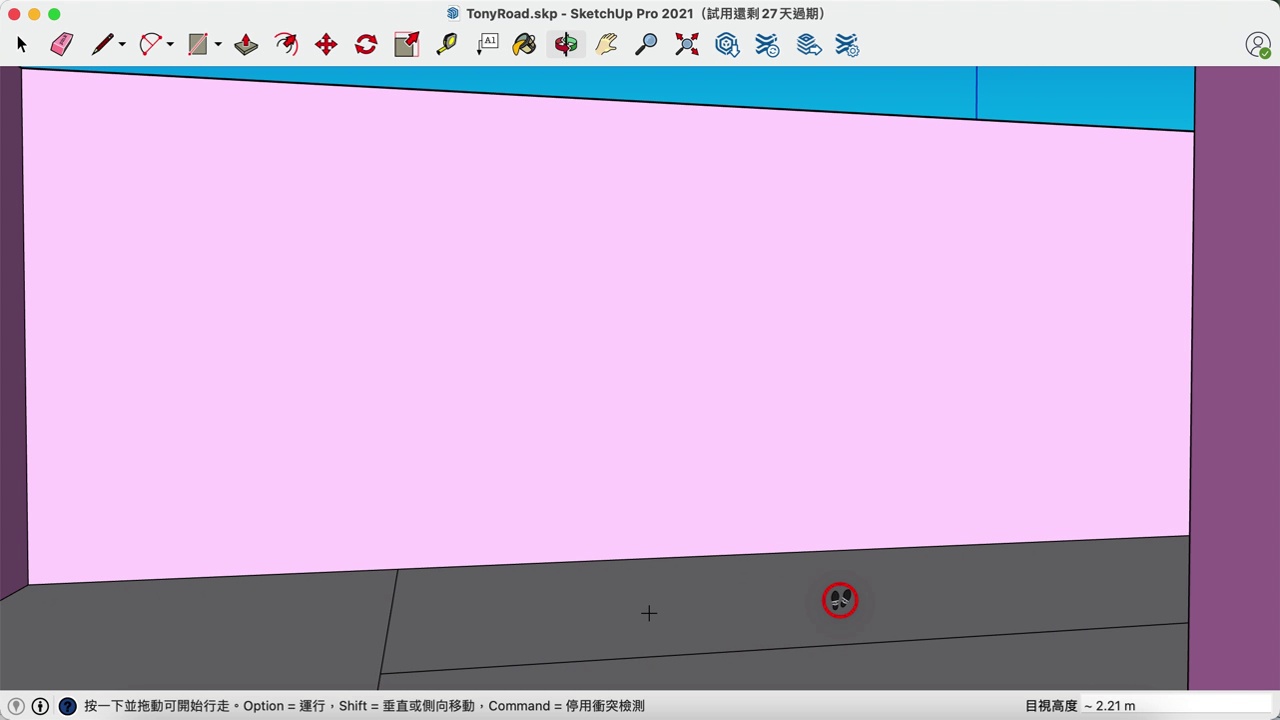 TonyRoad.skp - SketchUp Pro 2021（試用還剩 27 天過期）
A1
按一下並拖動可開始行走。Option = 運行，Shift = 垂直或側向移動，Command = 停用衝突檢測
目視高度 ~ 2.21 m